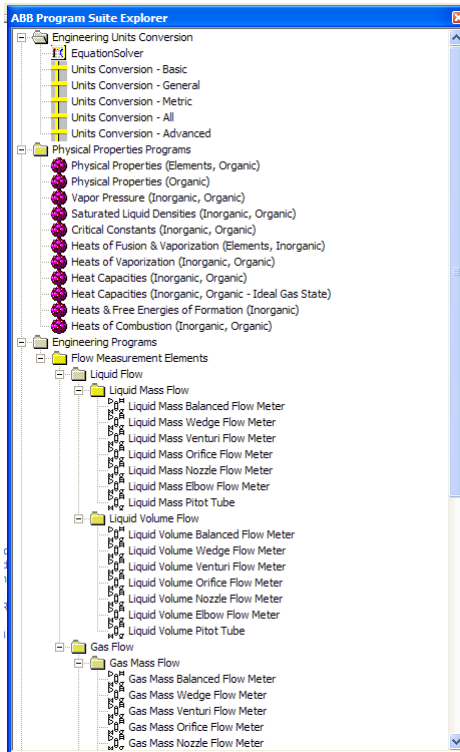 ABB Program Suite Explorer
Engineering Units Conversion
EquationSolver
Units Conversion - Basic
Units Conversion - General
Units Conversion - Metric
Units Conversion - All
Units Conversion - Advanced
Physical Properties Programs
Physical Properties (Elements, Organic)
Physical Properties (Organic)
Vapor Pressure (Inorganic, Organic)
Saturated Liquid Densities (Inorganic, Organic)
Critical Constants (Inorganic, Organic)
Heats of Fusion & Vaporization (Elements, Inorganic)
Heats of Vaporization (Inorganic, Organic)
Heat Capacities (Inorganic, Organic)
Heat Capacities (Inorganic, Organic - Ideal Gas State)
Heats & Free Energies of Formation (Inorganic)
Heats of Combustion (Inorganic, Organic)
Engineering Programs
Flow Measurement Elements
Liquid Flow
Liquid Mass Flow
Liquid Mass Balanced Flow Meter
Liquid Mass Wedge Flow Meter
Liquid Mass Venturi Flow Meter
Liquid Mass Orifice Flow Meter
Liquid Mass Nozzle Flow Meter
Liquid Mass Elbow Flow Meter
Liquid Mass Pitot Tube
Liquid Volume Flow
Liquid Volume Balanced Flow Meter
Liquid Volume Wedge Flow Meter
Liquid Volume Venturi Flow Meter
Liquid Volume Orifice Flow Meter
Liquid Volume Nozzle Flow Meter
Liquid Volume Elbow Flow Meter
Liquid Volume Pitot Tube
Gas Flow
Gas Mass Flow
Gas Mass Balanced Flow Meter
Gas Mass Wedge Flow Meter
Gas Mass Venturi Flow Meter
Gas Mass Orifice Flow Meter
Gas Mass Nozzle Flow Meter